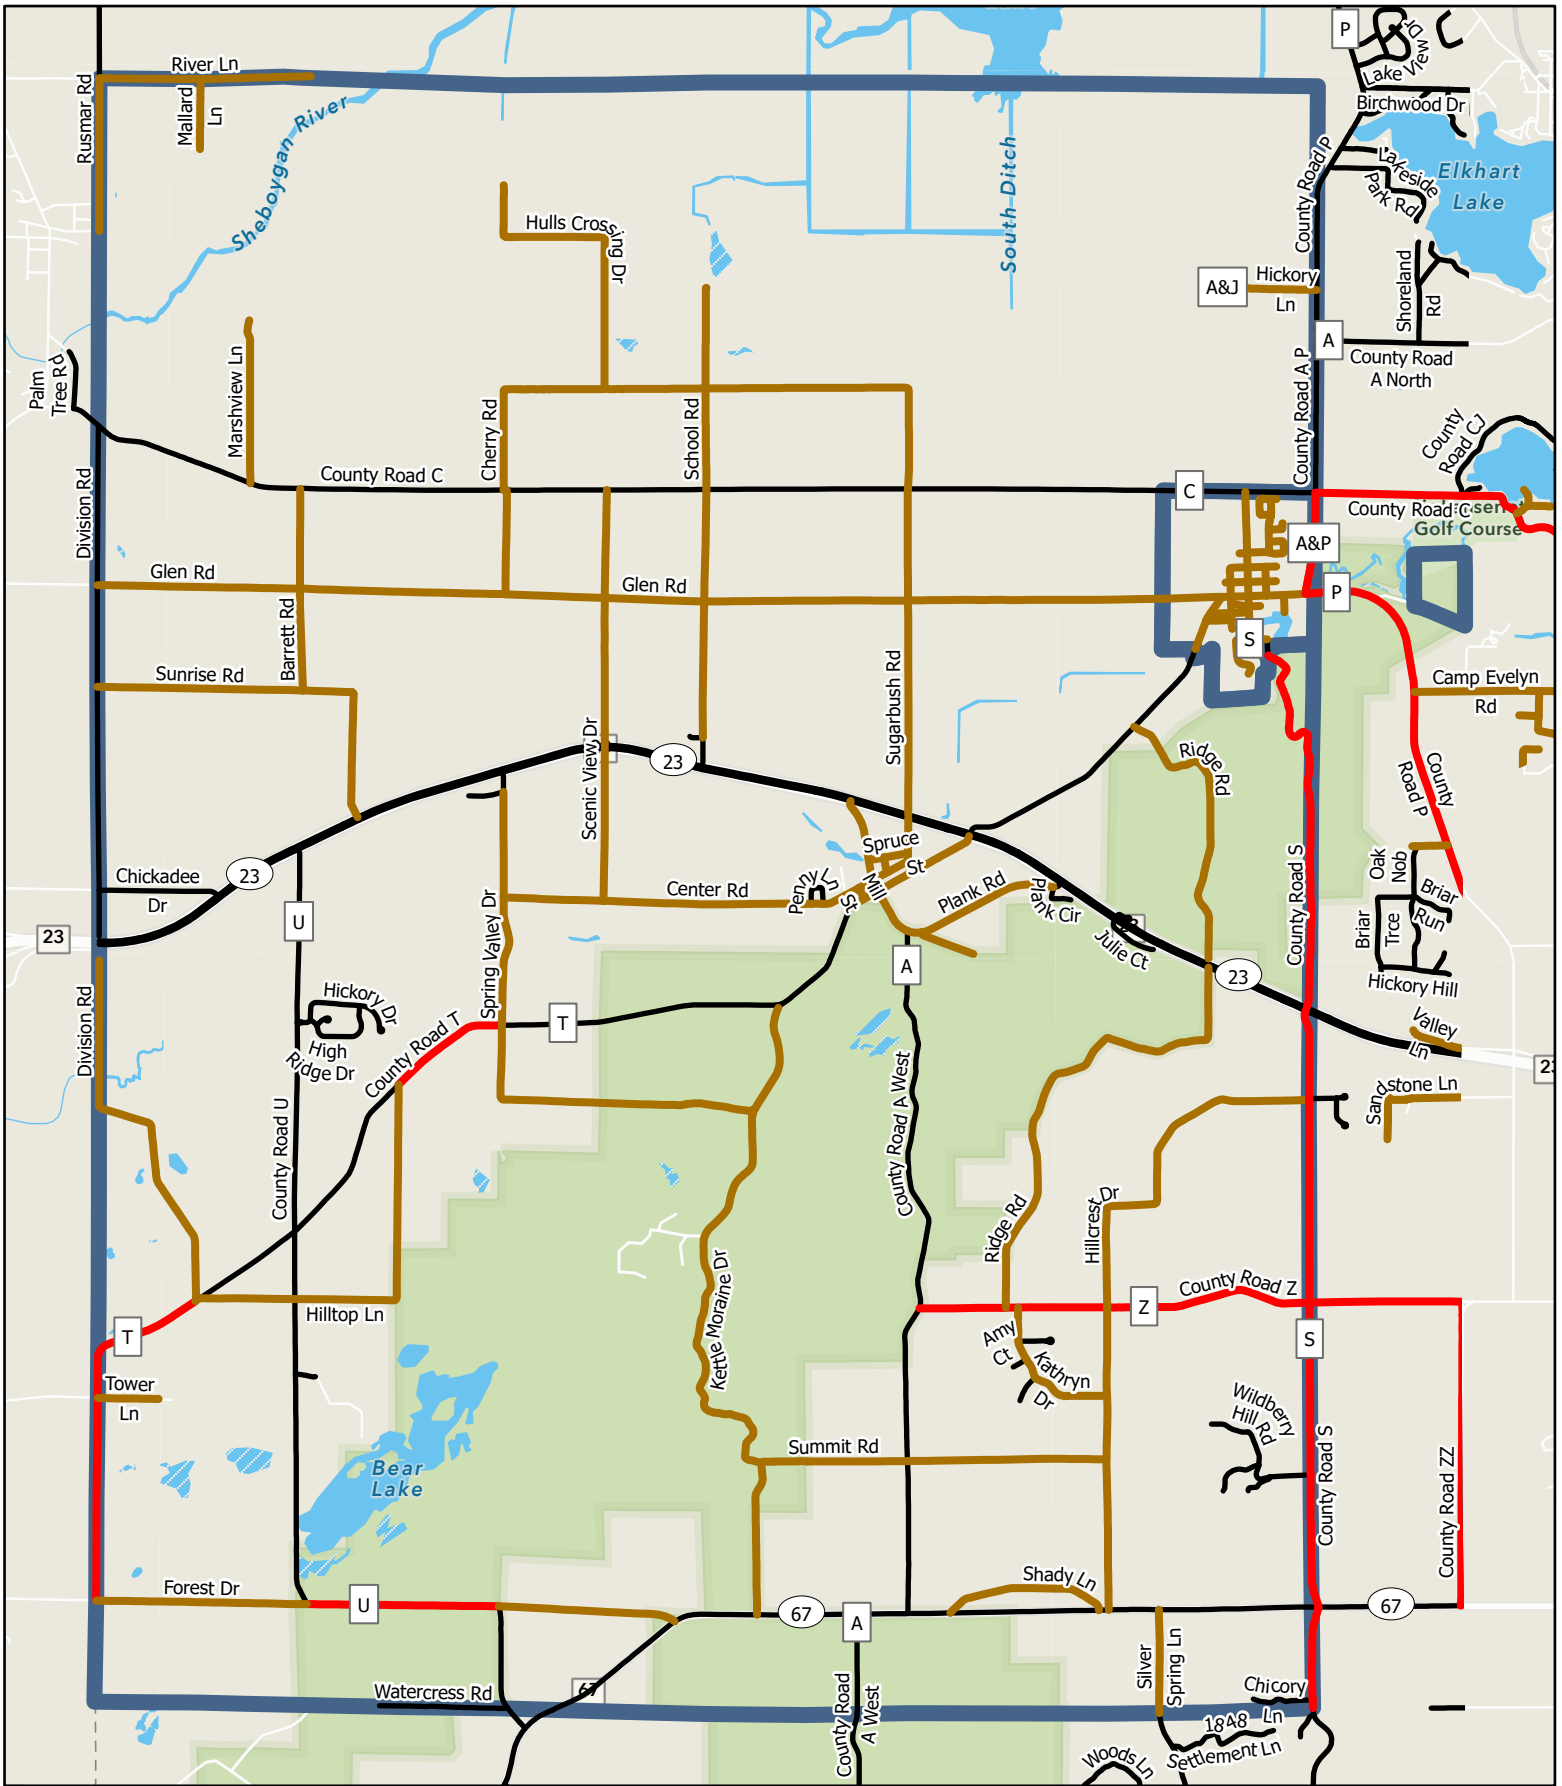 P
Lake View Dr
Birchwood Dr
River Ln
Rusmar Rd
Mallard
Ln
Sheboygan River
South Ditch
County Road P
Lakeside
Park Rd
Elkhart
Lake
Hulls Crossing Dr
A&J
Hickory
Ln
Shoreland
Rd
A
County Road
A North
Palm
Tree Rd
Marshview Ln
Cherry Rd
School Rd
County Road A P
County
Road CJ
Division Rd
County Road C
C
County Road C
Golf Course
A&P
Glen Rd
Glen Rd
P
Barrett Rd
S
Sunrise Rd
Sugarbush Rd
Camp Evelyn
Rd
Scenic View Dr
23
Ridge Rd
County
Road P
Spruce
St
Chickadee
Dr
23
Center Rd
Penny Ln
Mill
St
Plank Rd
Plank Cir
Oak
Nob
Briar
Run
Briar
Trce
County Road S
U
Spring Valley Dr
23
A
Julie Ct
23
Hickory Hill
Division Rd
Hickory Dr
High
Ridge Dr
County Road T
T
Valley
Ln
23
Sandstone Ln
County Road U
County Road A West
Ridge Rd
Hillcrest Dr
Kettle Moraine Dr
County Road Z
Z
Hilltop Ln
T
S
Amy
Ct
Kathryn
Dr
Tower
Ln
Wildberry
Hill Rd
Summit Rd
Bear
Lake
County Road S
County Road ZZ
Forest Dr
U
Shady Ln
67
A
67
Silver
Spring Ln
67
Watercress Rd
County Road
A West
Chicory
Ln
1848
Settlement Ln
Woods Ln